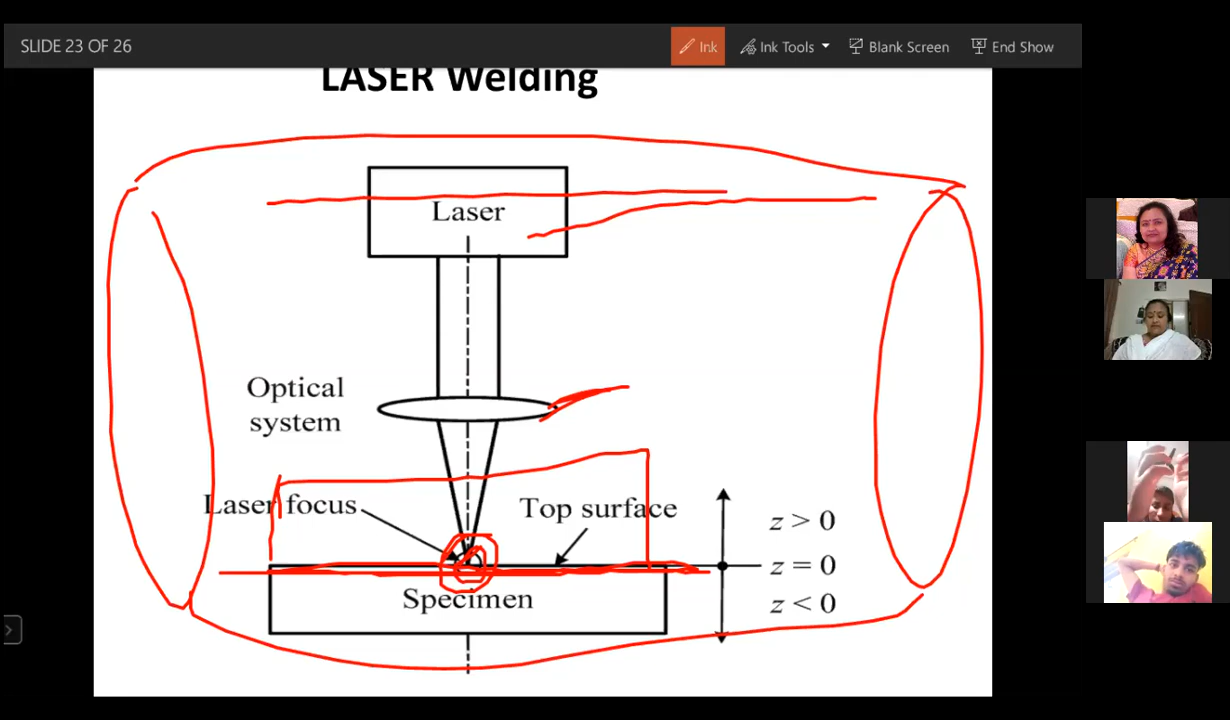 SLIDE 23 OF 26
Ink
Ink Tools
Blank Screen
End Show
LASER Welding
Laser
Optical
system
Laser focus
Top surface
z > 0
z = 0
z < 0
Specimen